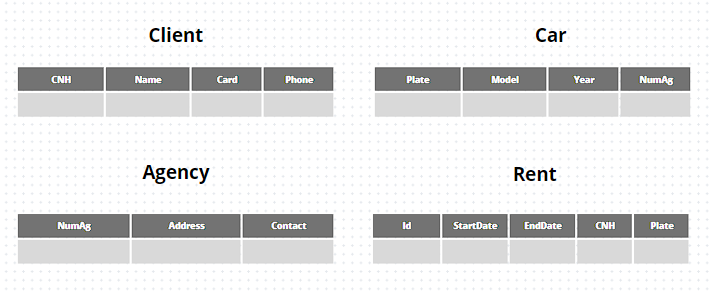 Client
CNH Name Card Phone
Car
Plate Model Year NumAg
Agency
NumAg Address Contact
Rent
Id StartDate EndDate CNH Plate